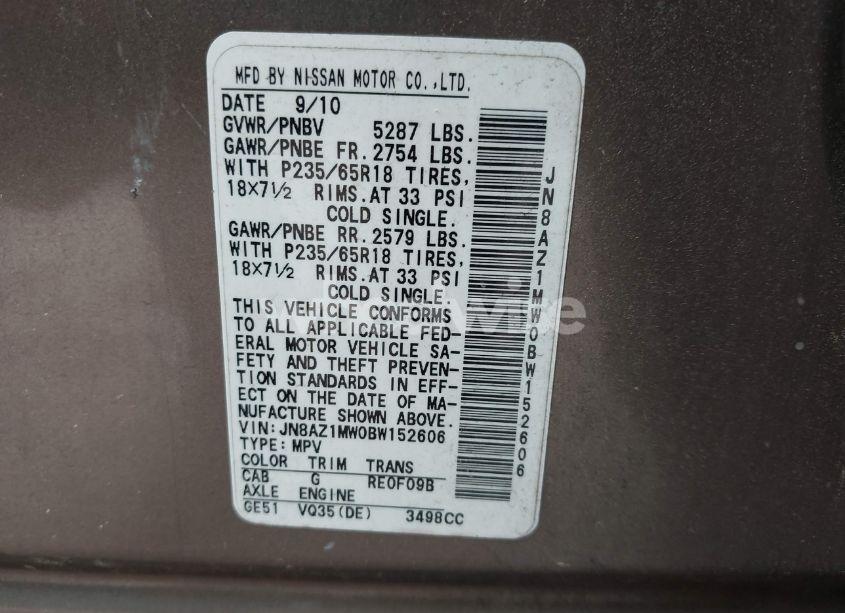 MFD BY NISSAN MOTOR CO.,LTD.
DATE 9/10
GVWR/PNBV 5287 LBS.
GAWR/PNBE FR. 2754 LBS.
WITH P235/65R18 TIRES,
18×7½ RIMS.AT 33 PSI
COLD SINGLE.
GAWR/PNBE RR. 2579 LBS.
WITH P235/65R18 TIRES,
18×7½ RIMS.AT 33 PSI
COLD SINGLE.
THIS VEHICLE CONFORMS
TO ALL APPLICABLE FED-
ERAL MOTOR VEHICLE SA-
FETY AND THEFT PREVEN-
TION STANDARDS IN EFF-
ECT ON THE DATE OF MA-
NUFACTURE SHOWN ABOVE.
VIN:JN8AZ1MW0BW152606
TYPE: MPV
COLOR TRIM TRANS
CAB G RE0F09B
AXLE ENGINE
GE51 VQ35(DE) 3498CC
JN8AZ1MW0BW152606